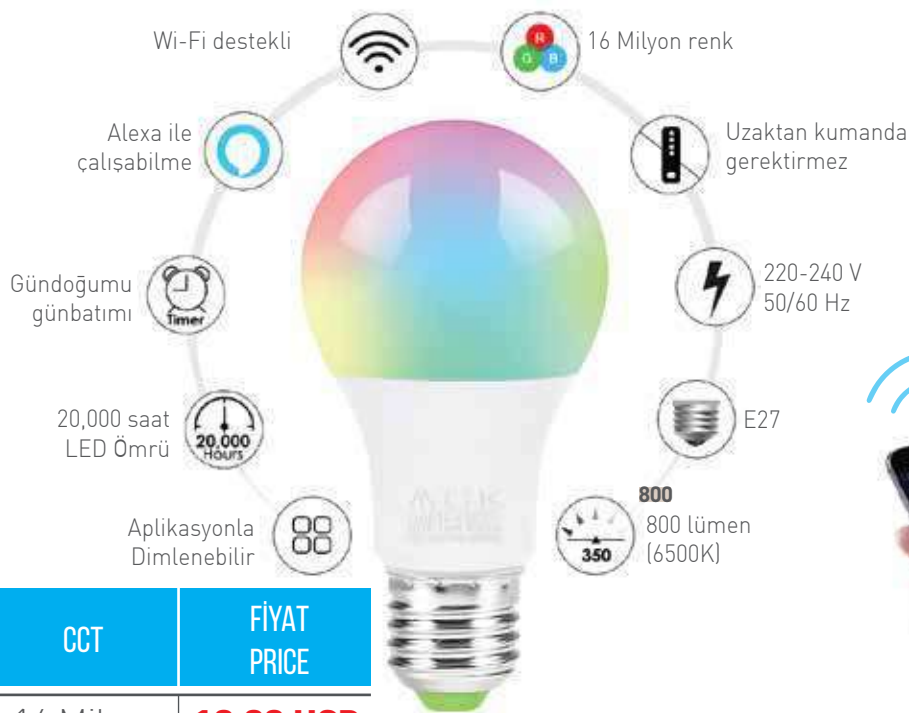 Wi-Fi destekli
R
G B
16 Milyon renk
Alexa ile
çalışabilme
Uzaktan kumanda
gerektirmez
Gündoğumu
günbatımı
Timer
220-240 V
50/60 Hz
20,000 saat
LED Ömrü
20,000
Hours
E27
Aplikasyonla
Dimlenebilir
800
350
800 lümen
(6500K)
CCT
FİYAT
PRICE